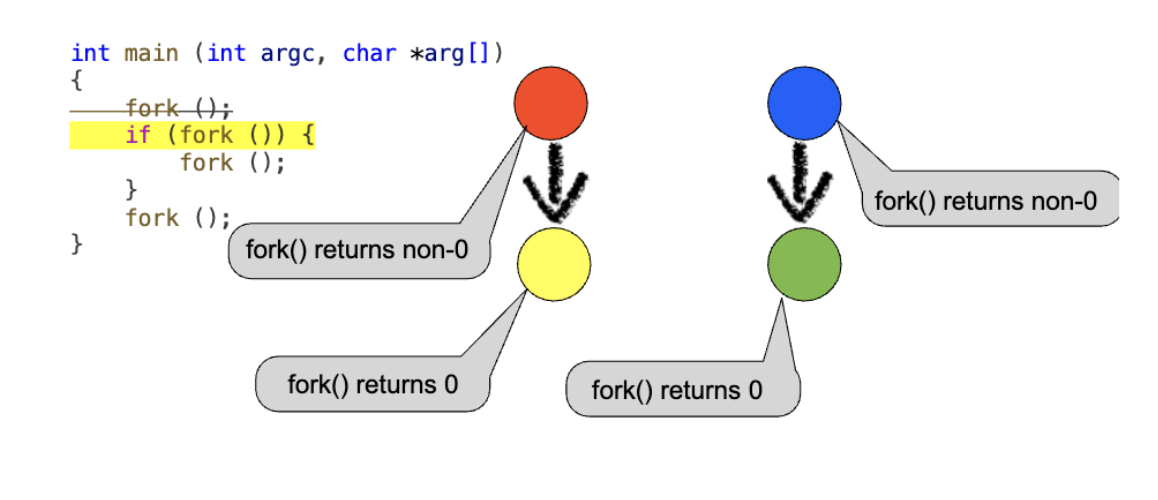 int main (int argc, char *arg[])
{
fork ();
if (fork ()) {
fork ();
}
fork ();
}
fork() returns non-0
fork() returns non-0
fork() returns 0
fork() returns 0